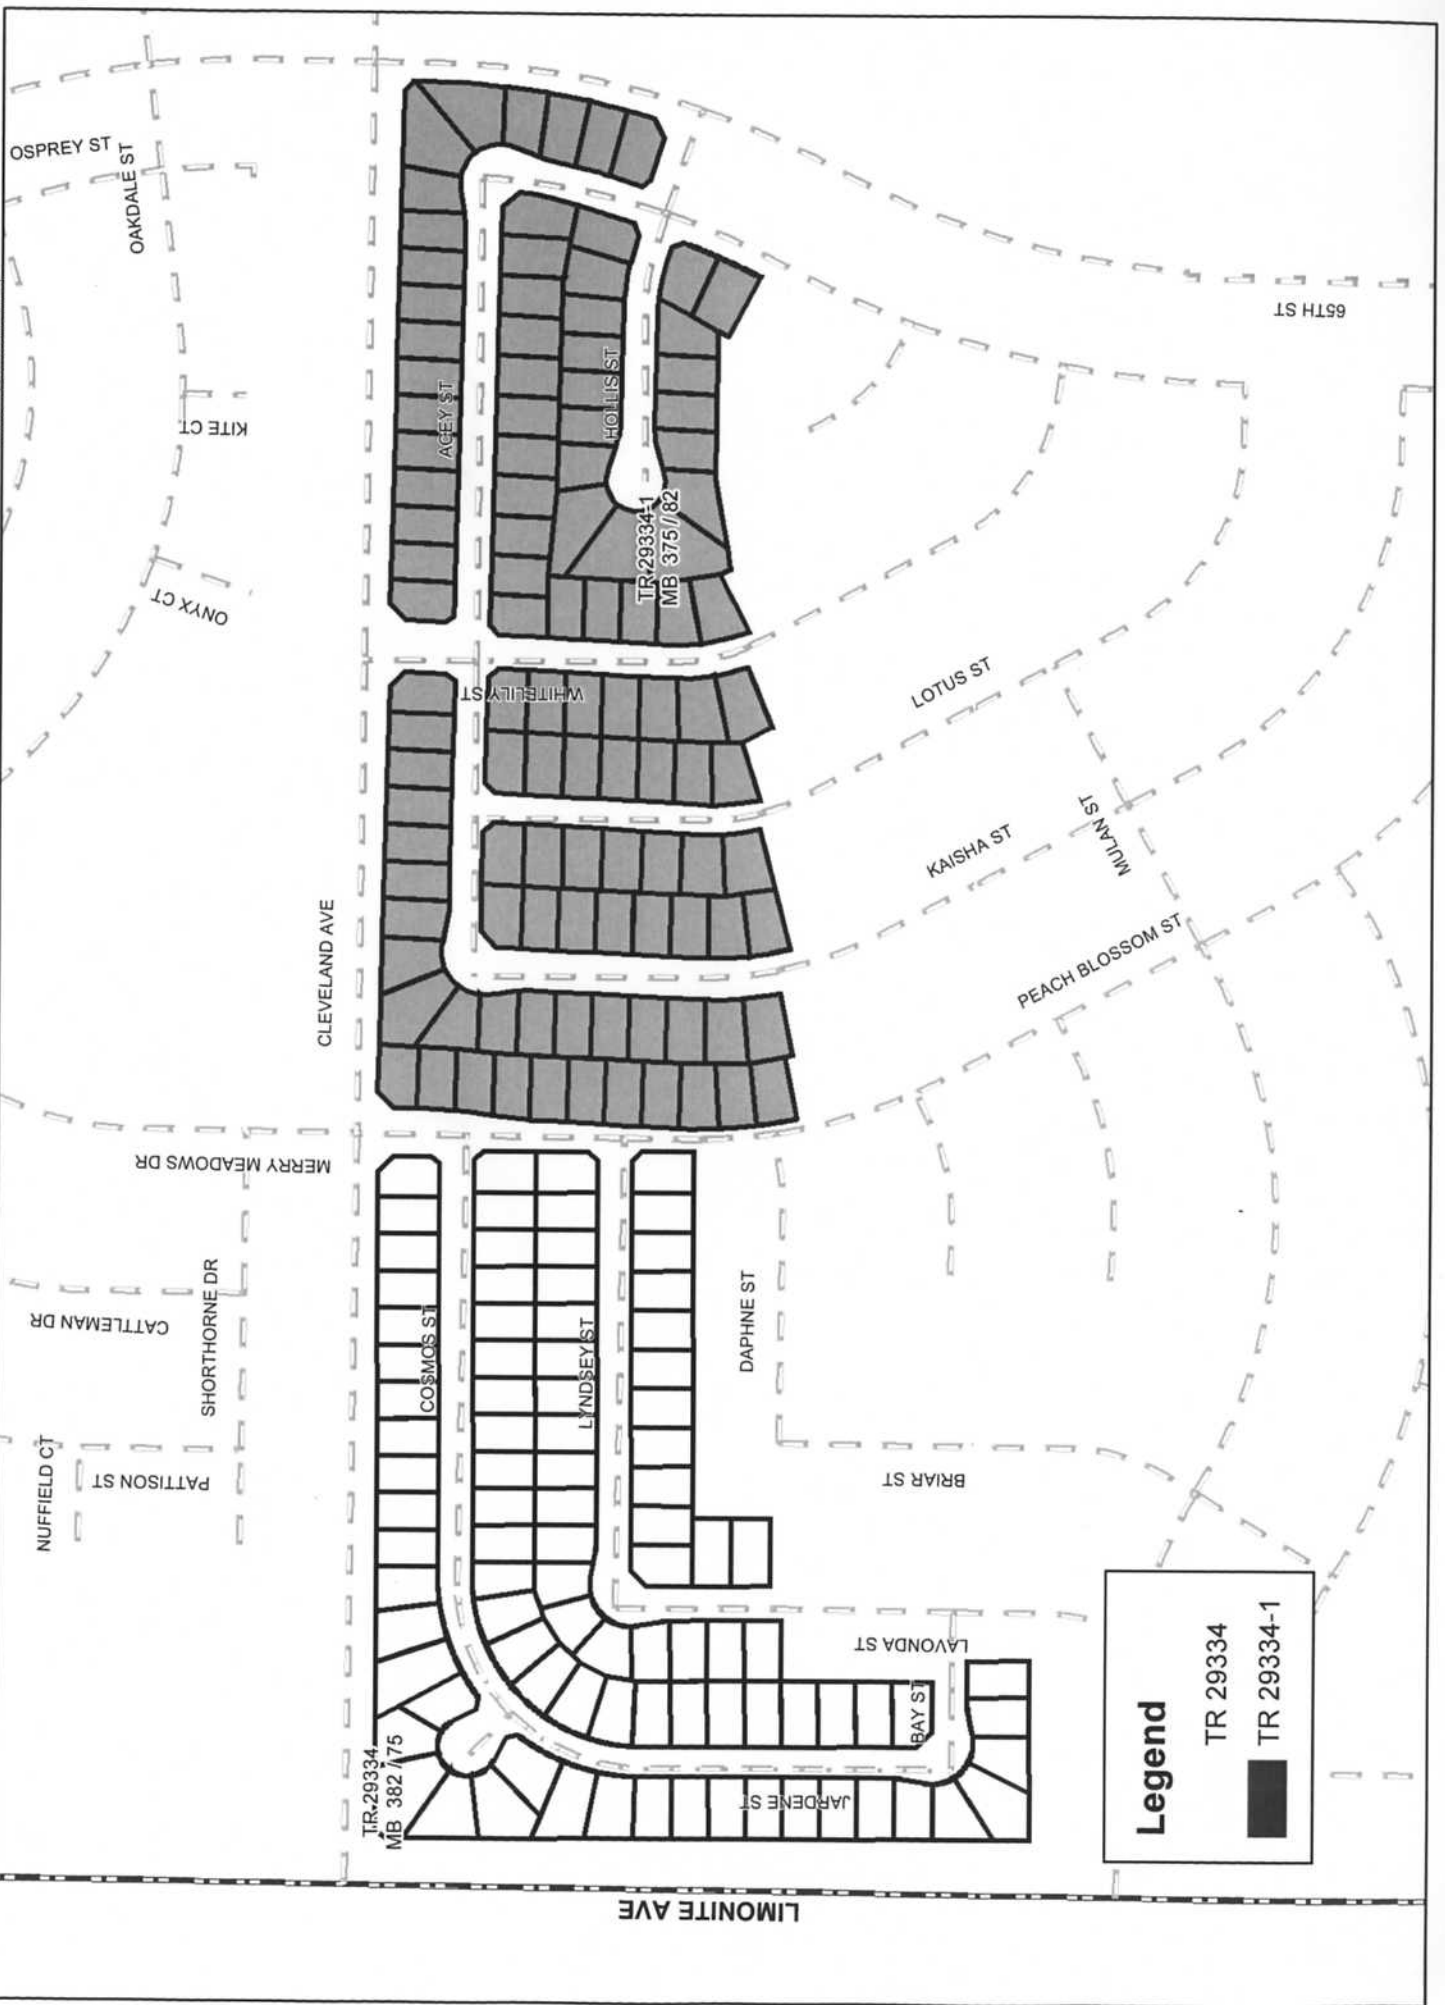 OSPREY ST
OAKDALE ST
KITE CT
ONYX CT
ACEY ST
HOLLIS ST
TR 29334-1
MB 375 / 82
65TH ST
WHITELILY ST
LOTUS ST
KAISHA ST
MULAN ST
PEACH BLOSSOM ST
CLEVELAND AVE
MERRY MEADOWS DR
CATTLEMAN DR
SHORTHORNE DR
NUFFIELD CT
PATTISON ST
COSMOS ST
LYNDSEY ST
DAPHNE ST
BRIAR ST
LAVONDA ST
BAY ST
JARDENE ST
TR 29334
MB 382 / 75
LIMONITE AVE
Legend
TR 29334
TR 29334-1